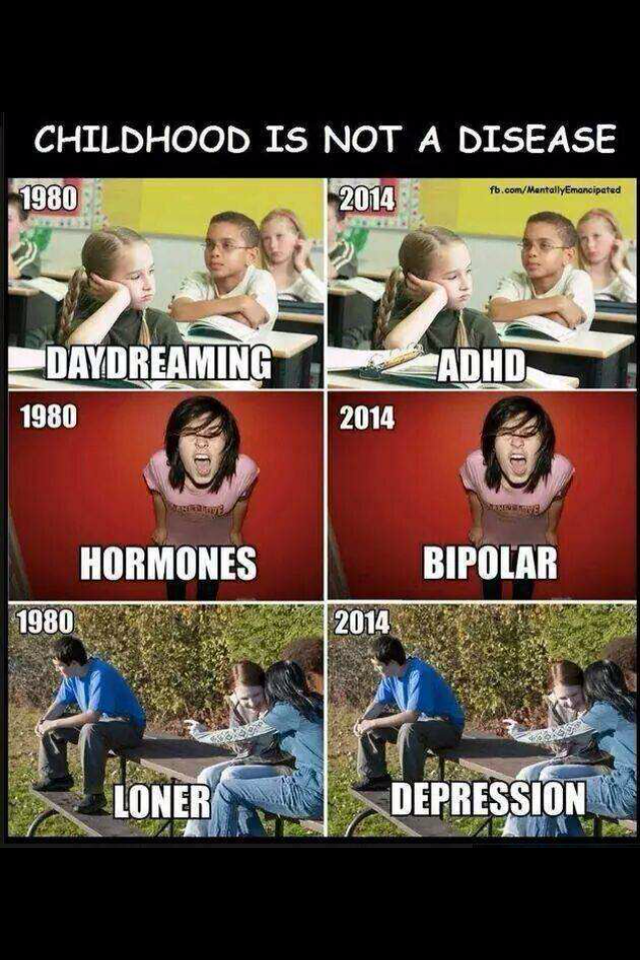 CHILDHOOD IS NOT A DISEASE
1980
2014
fb.com/MentallyEmancipated
DAYDREAMING
ADHD
1980
2014
HORMONES
BIPOLAR
1980
2014
LONER
DEPRESSION